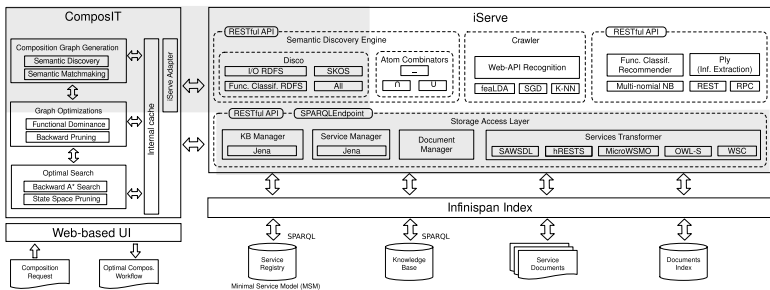 ComposIT
Composition Graph Generation
Semantic Discovery
Semantic Matchmaking
Graph Optimizations
Functional Dominance
Backward Pruning
Optimal Search
Backward A* Search
State Space Pruning
Internal cache
iServe Adapter
Web-based UI
Composition
Request
Optimal Compos.
Workflow
iServe
RESTful API
Semantic Discovery Engine
Disco
I/O RDFS
SKOS
Func. Classif. RDFS
All
Atom Combinators
−
∩
∪
Crawler
Web-API Recognition
feaLDA
SGD
K-NN
RESTful API
Func. Classif.
Recommender
Multi-nomial NB
Ply
(Inf. Extraction)
REST
RPC
RESTful API
SPARQLEndpoint
Storage Access Layer
KB Manager
Jena
Service Manager
Jena
Document
Manager
Services Transformer
SAWSDL
hRESTS
MicroWSMO
OWL-S
WSC
Infinispan Index
SPARQL
SPARQL
Service
Registry
Minimal Service Model (MSM)
Knowledge
Base
Service
Documents
Documents
Index